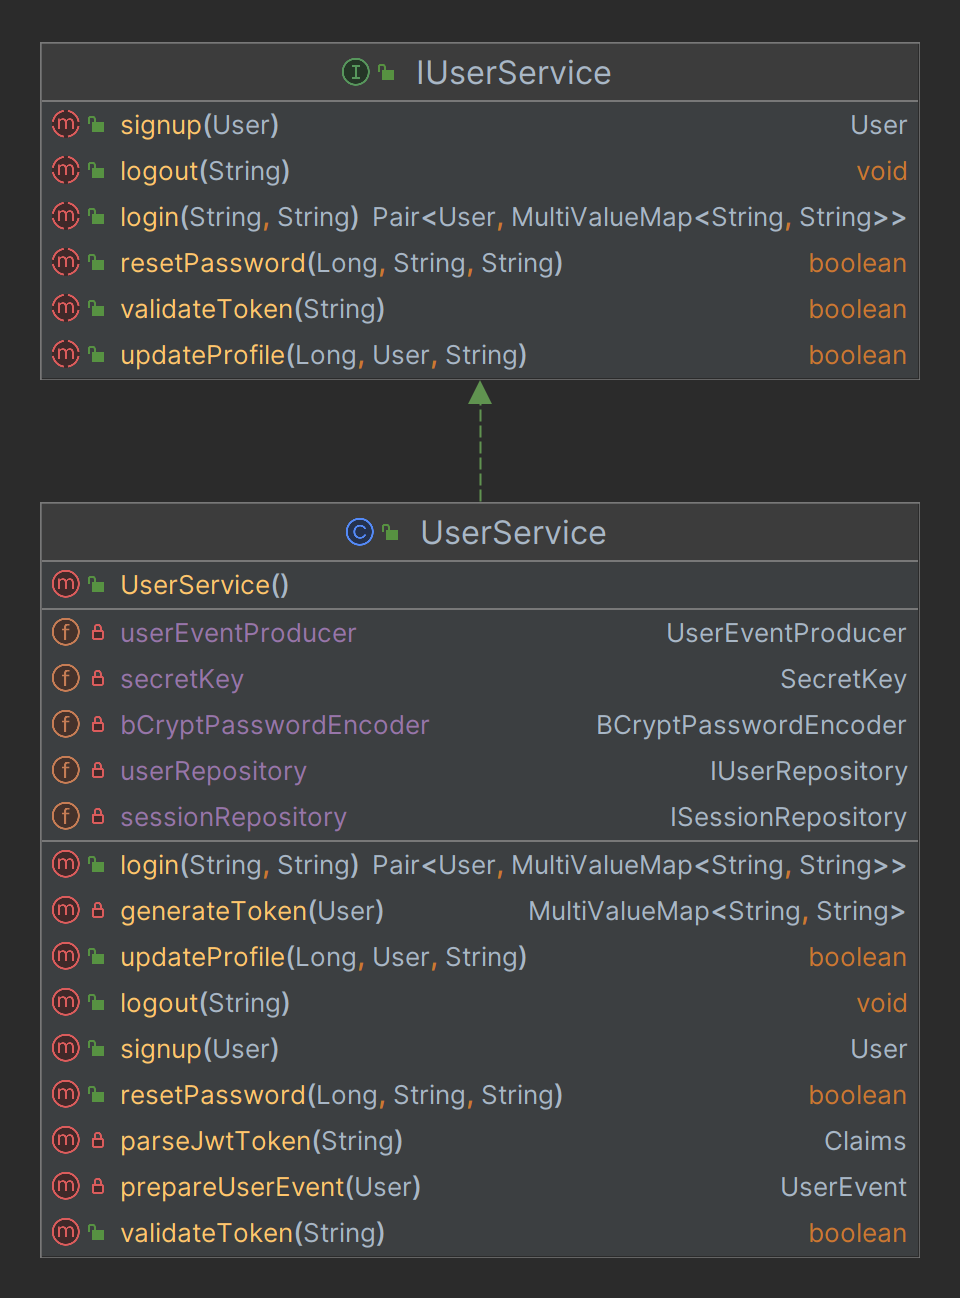 IUserService
signup(User) User
logout(String) void
login(String, String) Pair<User, MultiValueMap<String, String>>
resetPassword(Long, String, String) boolean
validateToken(String) boolean
updateProfile(Long, User, String) boolean
UserService
UserService()
userEventProducer UserEventProducer
secretKey SecretKey
bCryptPasswordEncoder BCryptPasswordEncoder
userRepository IUserRepository
sessionRepository ISessionRepository
login(String, String) Pair<User, MultiValueMap<String, String>>
generateToken(User) MultiValueMap<String, String>
updateProfile(Long, User, String) boolean
logout(String) void
signup(User) User
resetPassword(Long, String, String) boolean
parseJwtToken(String) Claims
prepareUserEvent(User) UserEvent
validateToken(String) boolean